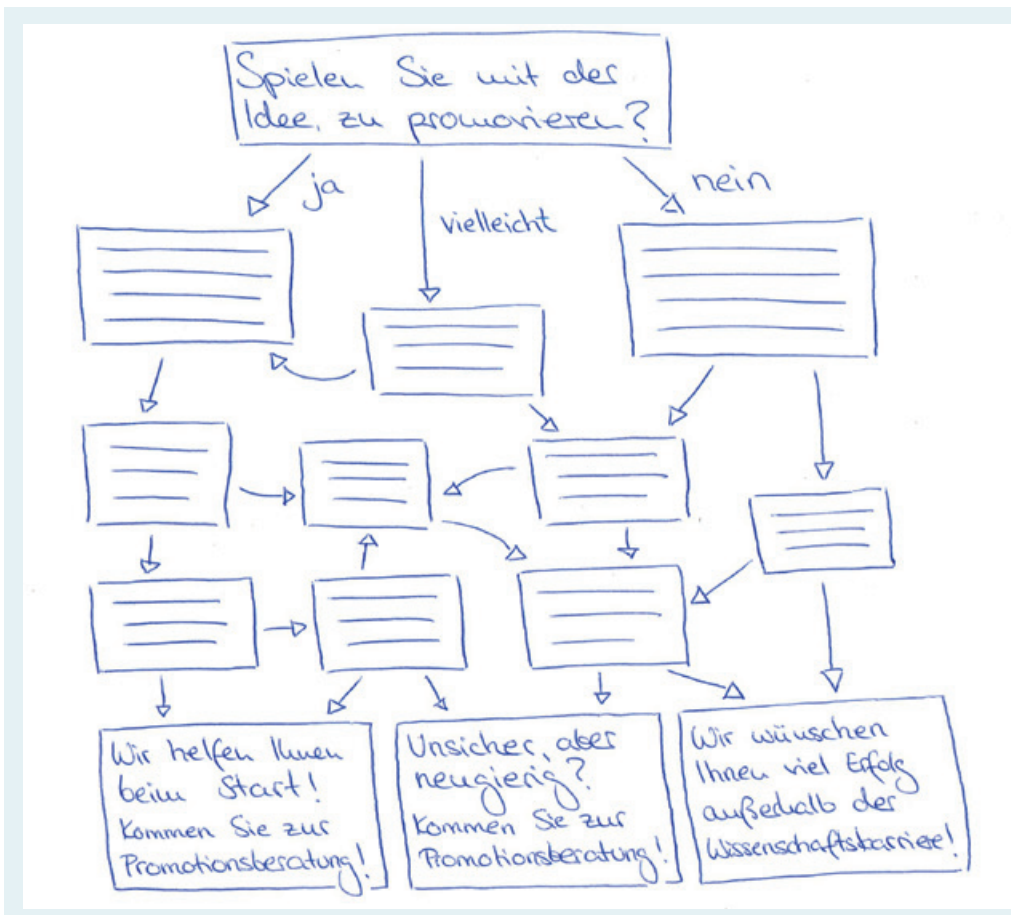 Spielen Sie mit der
Idee, zu promovieren?
ja
vielleicht
nein
Wir helfen Ihnen
beim Start!
Kommen Sie zur
Promotionsberatung!
Unsicher, aber
neugierig?
Kommen Sie zur
Promotionsberatung!
Wir wünschen
Ihnen viel Erfolg
außerhalb der
Wissenschaftskarriere!